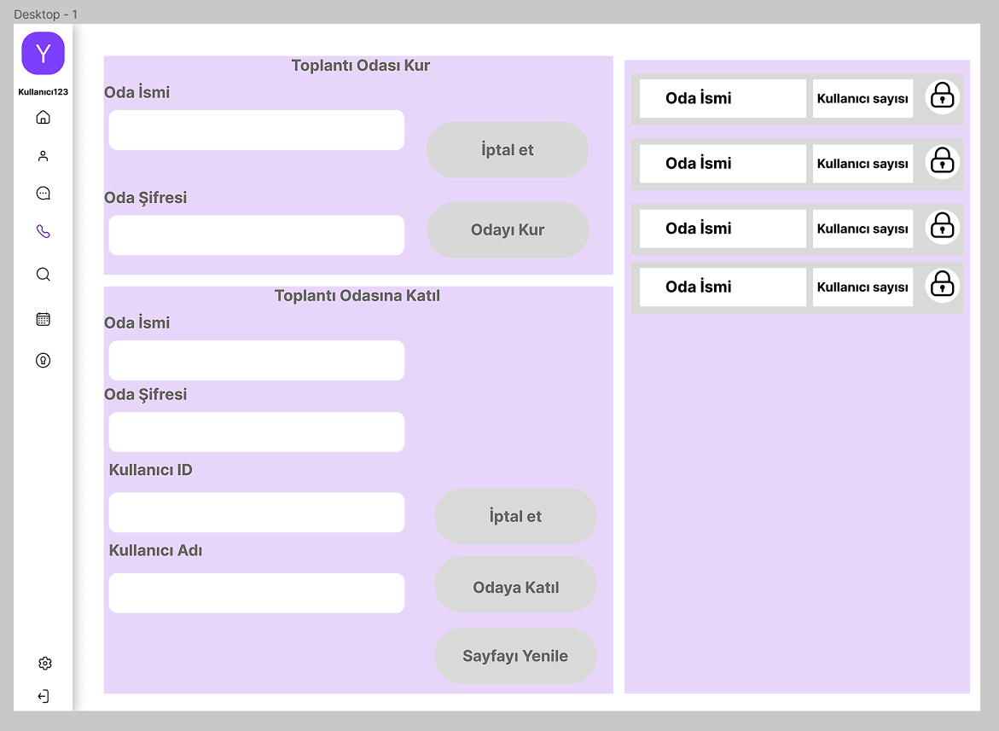 Desktop - 1
Y
Kullanıcı123
Toplantı Odası Kur
Oda İsmi
İptal et
Oda Şifresi
Odayı Kur
Toplantı Odasına Katıl
Oda İsmi
Oda Şifresi
Kullanıcı ID
İptal et
Kullanıcı Adı
Odaya Katıl
Sayfayı Yenile
Oda İsmi Kullanıcı sayısı
Oda İsmi Kullanıcı sayısı
Oda İsmi Kullanıcı sayısı
Oda İsmi Kullanıcı sayısı